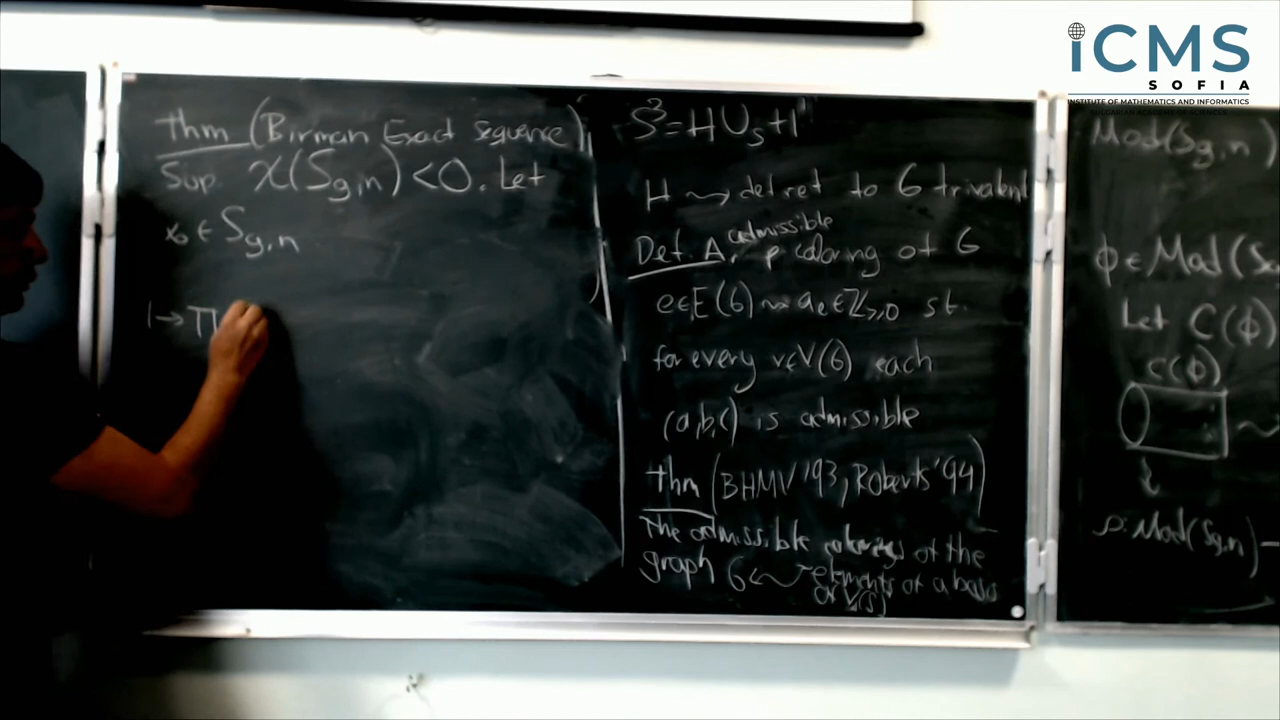 Thm (Birman Exact sequence)
Sup. χ(S_{g,n}) < 0. Let
x₀ ∈ S_{g,n}
1 → π
S³ = H ∪_S H'
H ⤳ def. ret to G trivalent
Def. A admissible p coloring of G
e ∈ E(G) ⤳ a_e ∈ Z≥0 st.
for every v ∈ V(G) each
(a,b,c) is admissible
Thm (BHMV '93, Roberts '94)
The admissible colorings of the
graph G ⤳ elements of a basis
of V(S)
Mod(S_{g,n})
ϕ ∈ Mod(S
Let C(ϕ)
C(ϕ)
ρ: Mod(S_{g,n}) →
iCMS
SOFIA
INSTITUTE OF MATHEMATICS AND INFORMATICS